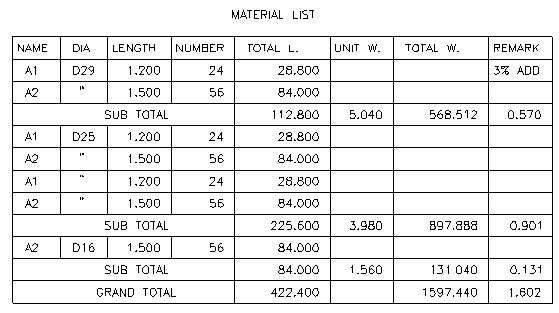 MATERIAL LIST
NAME DIA LENGTH NUMBER TOTAL L. UNIT W. TOTAL W. REMARK
A1 D29 1.200 24 28.800 3% ADD
A2 " 1.500 56 84.000
SUB TOTAL 112.800 5.040 568.512 0.570
A1 D25 1.200 24 28.800
A2 " 1.500 56 84.000
A1 " 1.200 24 28.800
A2 " 1.500 56 84.000
SUB TOTAL 225.600 3.980 897.888 0.901
A2 D16 1.500 56 84.000
SUB TOTAL 84.000 1.560 131.040 0.131
GRAND TOTAL 422.400 1597.440 1.602